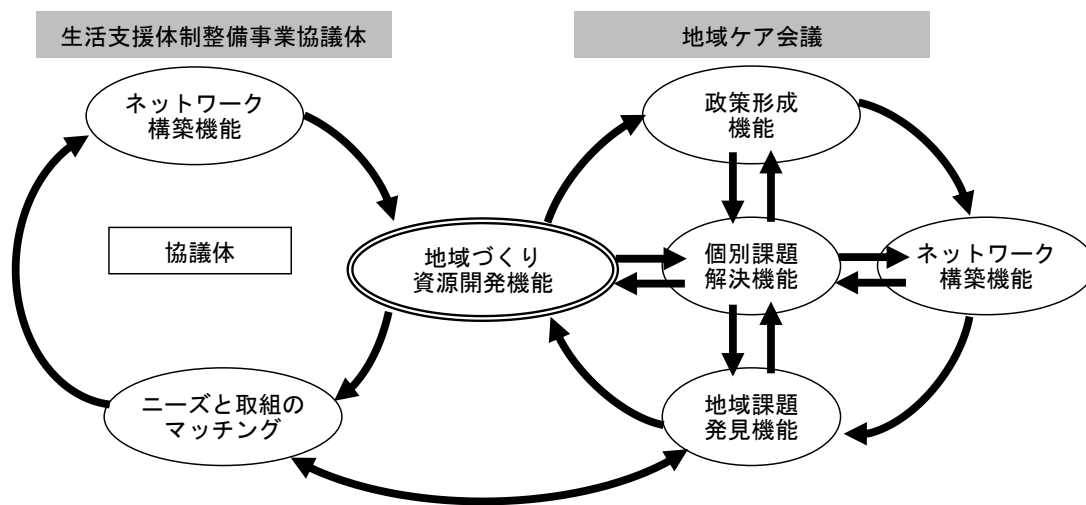 生活支援体制整備事業協議体
地域ケア会議
ネットワーク
構築機能
政策形成
機能
協議体
地域づくり
資源開発機能
個別課題
解決機能
ネットワーク
構築機能
ニーズと取組の
マッチング
地域課題
発見機能